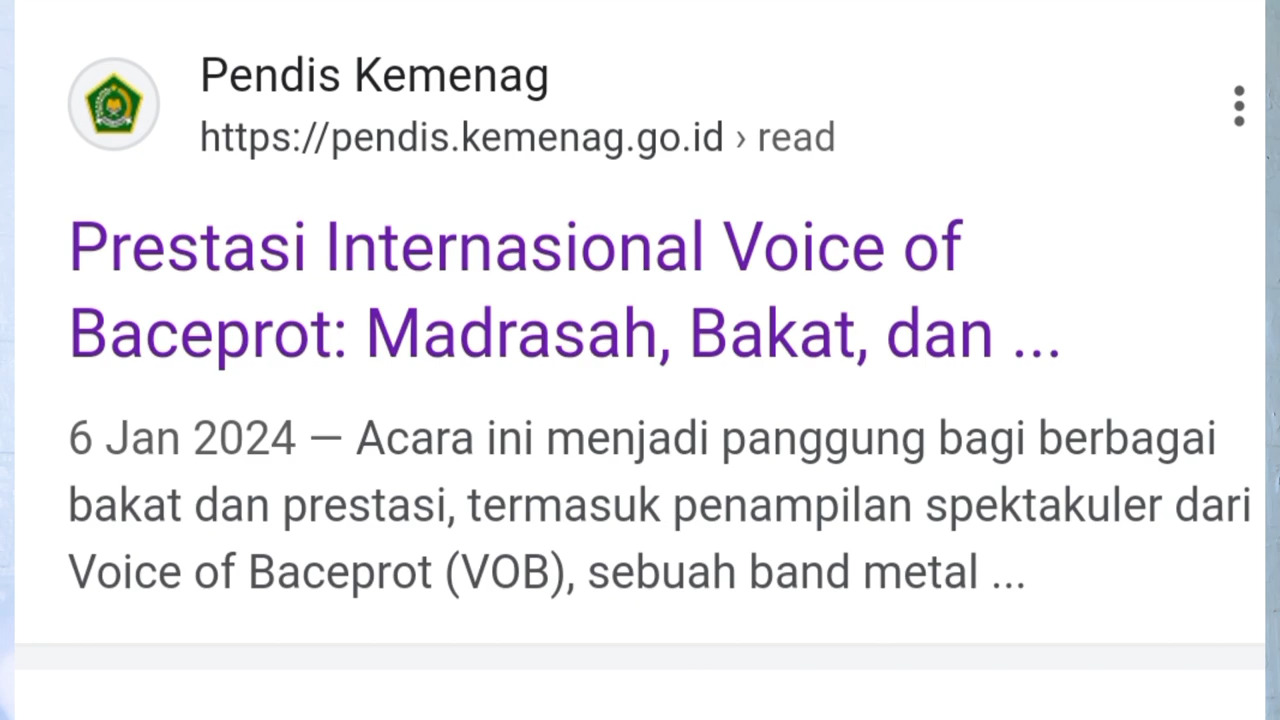 Pendis Kemenag
https://pendis.kemenag.go.id › read
Prestasi Internasional Voice of
Baceprot: Madrasah, Bakat, dan ...
6 Jan 2024 — Acara ini menjadi panggung bagi berbagai
bakat dan prestasi, termasuk penampilan spektakuler dari
Voice of Baceprot (VOB), sebuah band metal ...